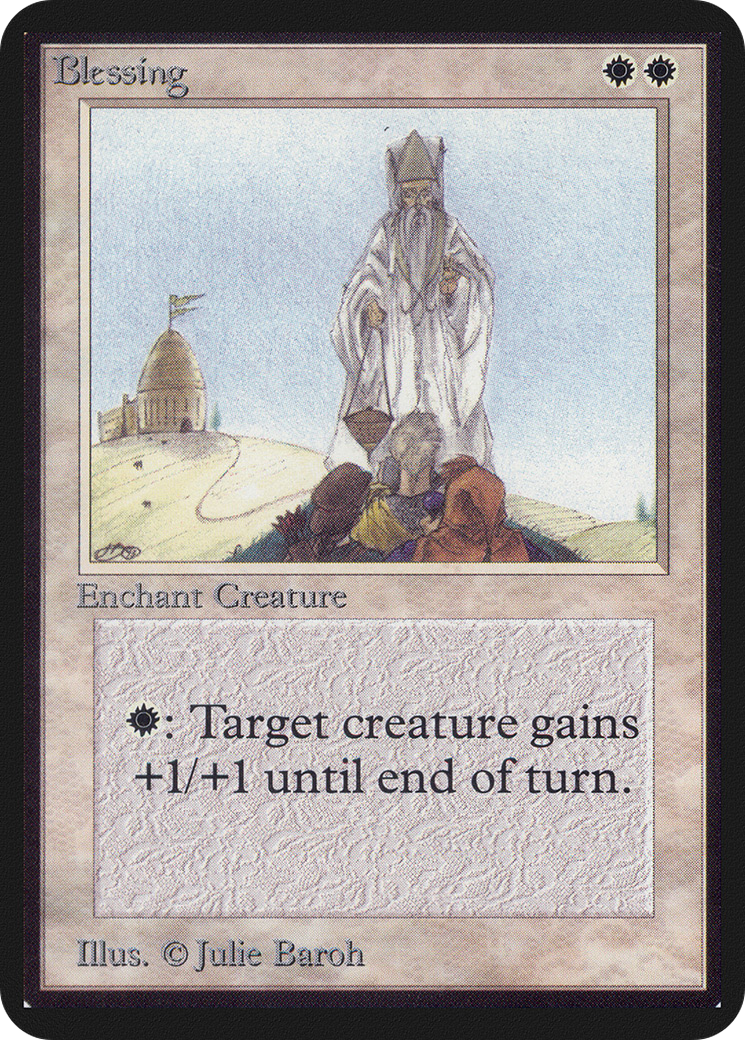 Blessing
Enchant Creature
: Target creature gains
+1/+1 until end of turn.
Illus. © Julie Baroh